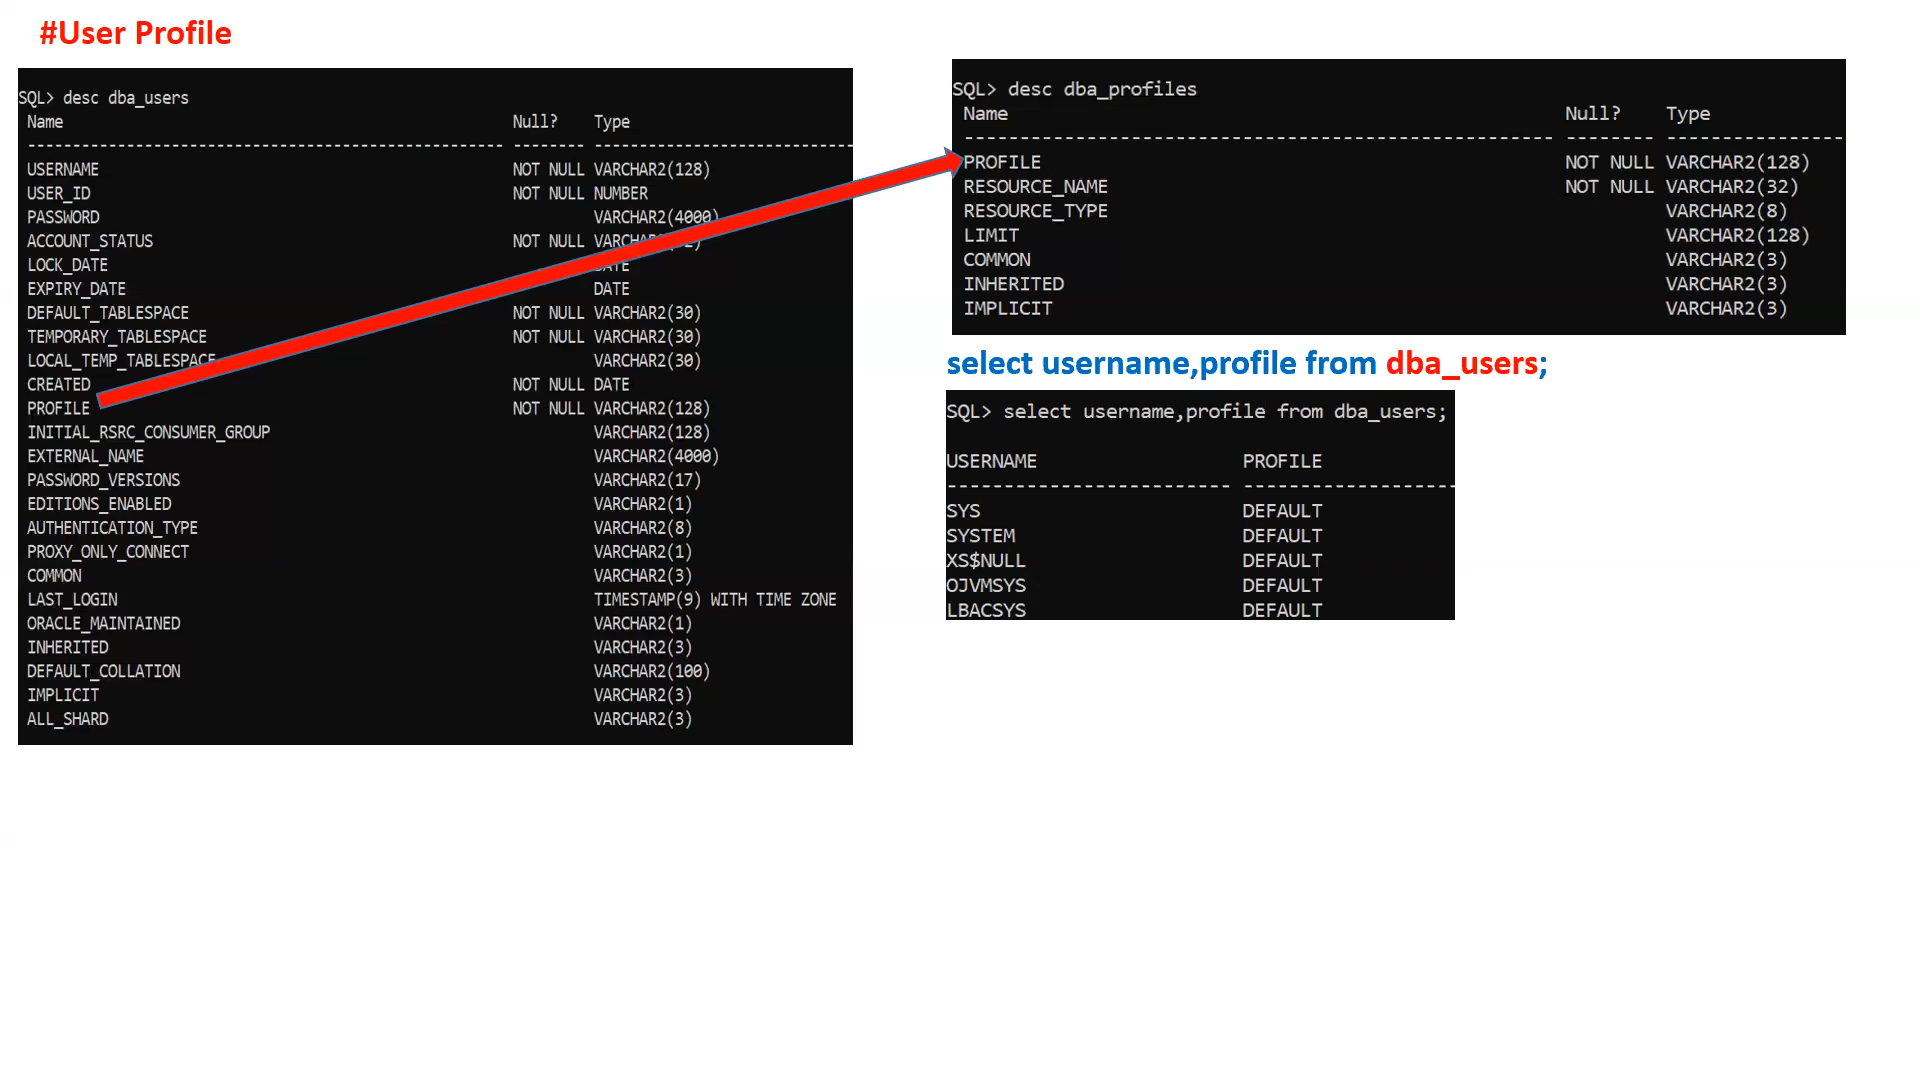 #User Profile
SQL> desc dba_users
Name Null? Type
----------------------------------------------------- -------- -----------------------------
USERNAME NOT NULL VARCHAR2(128)
USER_ID NOT NULL NUMBER
PASSWORD VARCHAR2(4000)
ACCOUNT_STATUS NOT NULL
LOCK_DATE DATE
EXPIRY_DATE DATE
DEFAULT_TABLESPACE NOT NULL VARCHAR2(30)
TEMPORARY_TABLESPACE NOT NULL VARCHAR2(30)
LOCAL_TEMP_TABLESPACE VARCHAR2(30)
CREATED NOT NULL DATE
PROFILE NOT NULL VARCHAR2(128)
INITIAL_RSRC_CONSUMER_GROUP VARCHAR2(128)
EXTERNAL_NAME VARCHAR2(4000)
PASSWORD_VERSIONS VARCHAR2(17)
EDITIONS_ENABLED VARCHAR2(1)
AUTHENTICATION_TYPE VARCHAR2(8)
PROXY_ONLY_CONNECT VARCHAR2(1)
COMMON VARCHAR2(3)
LAST_LOGIN TIMESTAMP(9) WITH TIME ZONE
ORACLE_MAINTAINED VARCHAR2(1)
INHERITED VARCHAR2(3)
DEFAULT_COLLATION VARCHAR2(100)
IMPLICIT VARCHAR2(3)
ALL_SHARD VARCHAR2(3)
SQL> desc dba_profiles
Name Null? Type
----------------------------------------------------- -------- ----------------
PROFILE NOT NULL VARCHAR2(128)
RESOURCE_NAME NOT NULL VARCHAR2(32)
RESOURCE_TYPE VARCHAR2(8)
LIMIT VARCHAR2(128)
COMMON VARCHAR2(3)
INHERITED VARCHAR2(3)
IMPLICIT VARCHAR2(3)
select username,profile from dba_users;
SQL> select username,profile from dba_users;
USERNAME PROFILE
------------------------- -------------------
SYS DEFAULT
SYSTEM DEFAULT
XS$NULL DEFAULT
OJVMSYS DEFAULT
LBACSYS DEFAULT